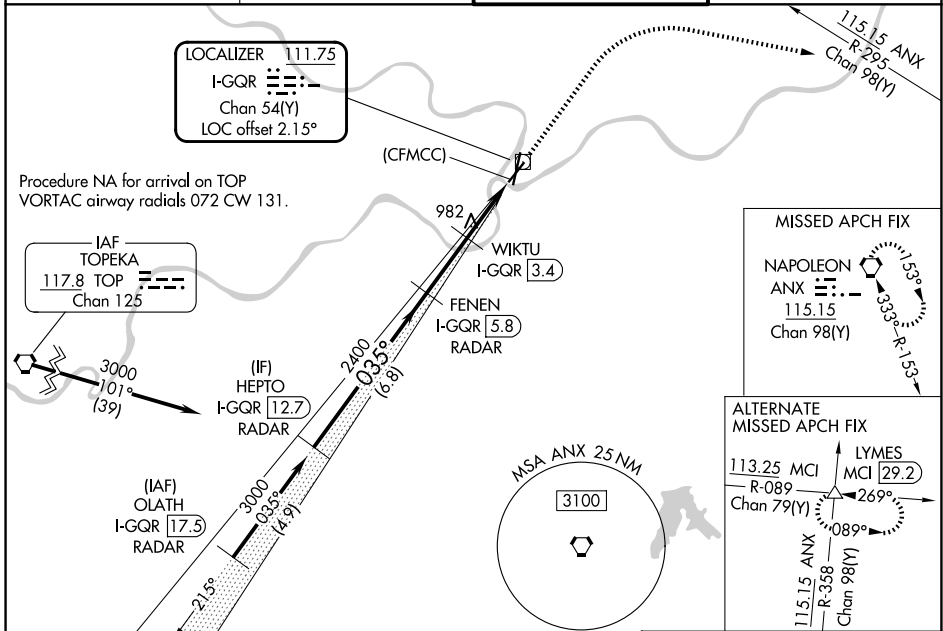 LOCALIZER 111.75
I-GQR
Chan 54(Y)
LOC offset 2.15°
115.15 ANX
R-295
Chan 98(Y)
(CFMCC)
Procedure NA for arrival on TOP
VORTAC airway radials 072 CW 131.
IAF
TOPEKA
117.8 TOP
Chan 125
3000
101°
(39)
982
WIKTU
I-GQR 3.4
FENEN
I-GQR 5.8
RADAR
2400
035°
(6.8)
(IF)
HEPTO
I-GQR 12.7
RADAR
3000
035°
(4.9)
(IAF)
OLATH
I-GQR 17.5
RADAR
215°
MSA ANX 25 NM
3100
MISSED APCH FIX
NAPOLEON
ANX
115.15
Chan 98(Y)
153°
333°
R-153
ALTERNATE
MISSED APCH FIX
LYMES
MCI 29.2
113.25 MCI
R-089
Chan 79(Y)
269°
089°
115.15 ANX
R-358
Chan 98(Y)